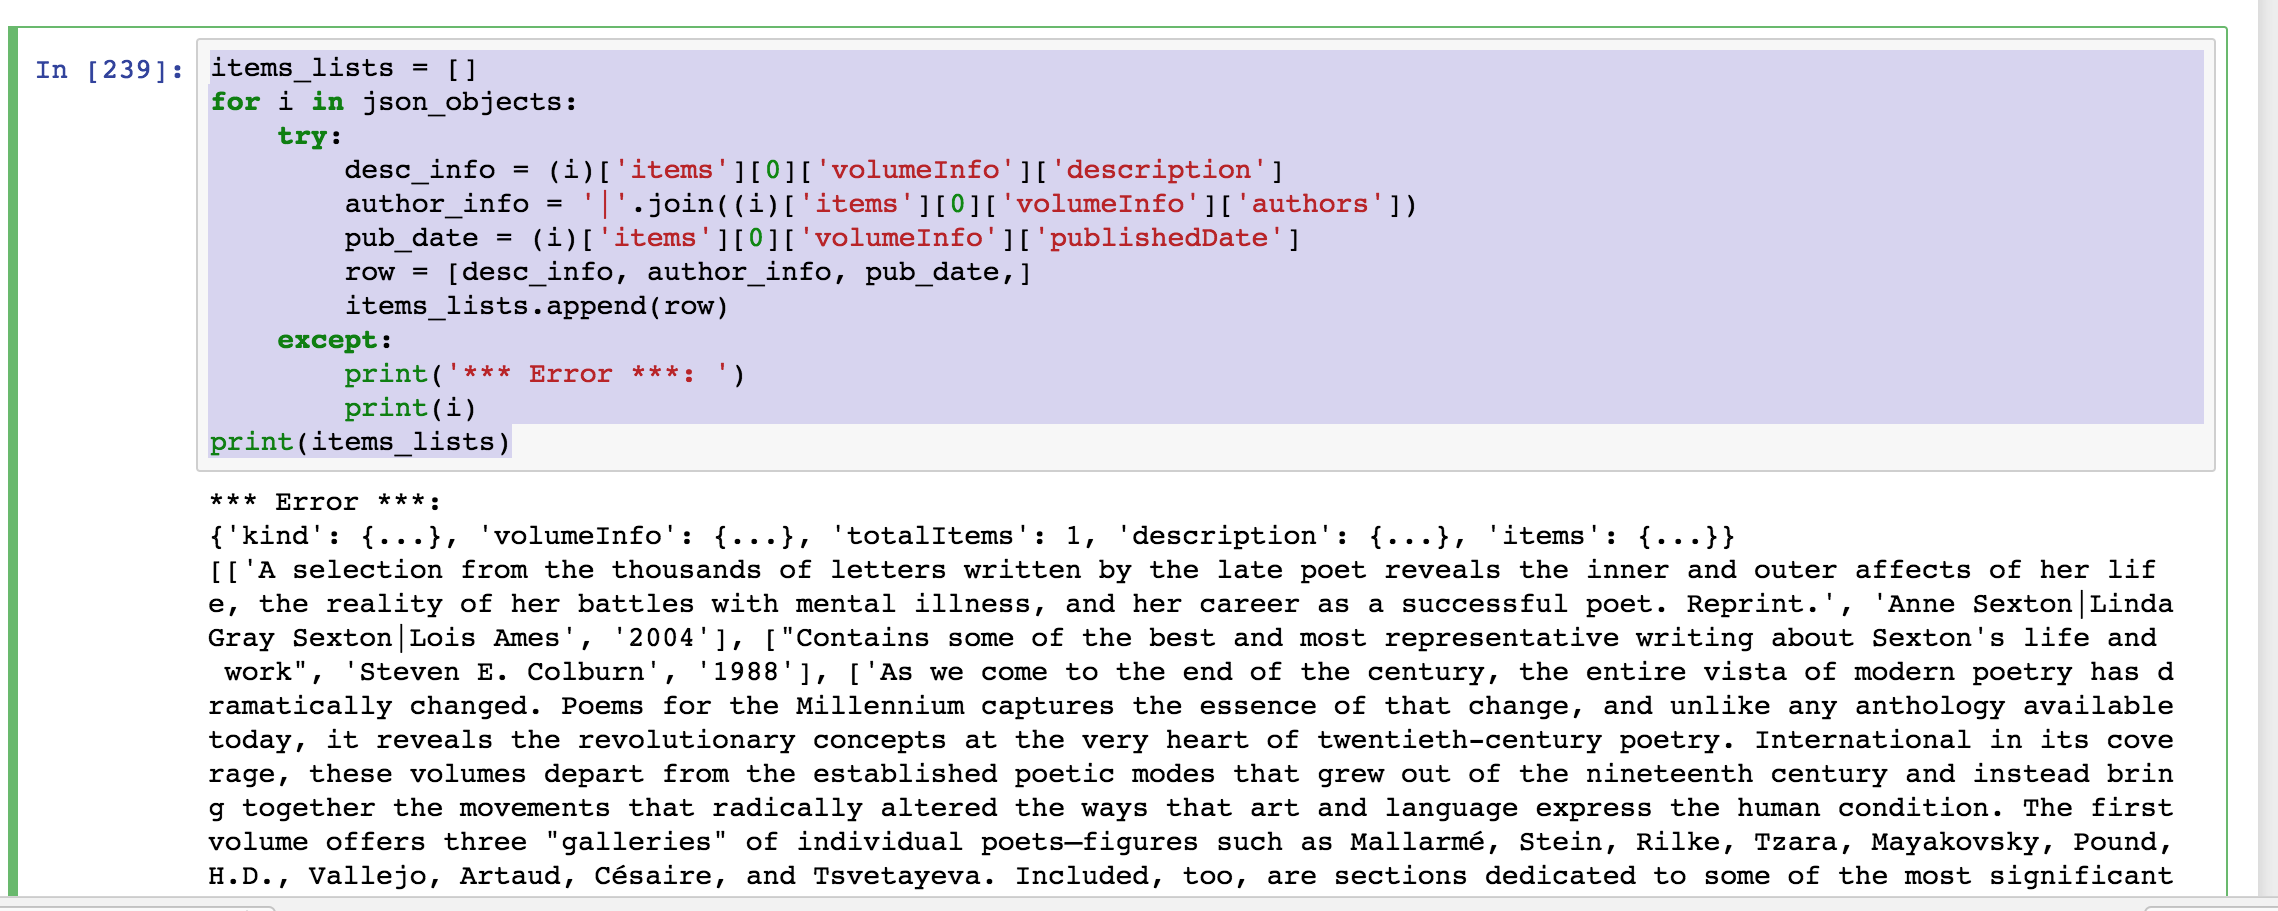 In [239]:
items_lists = []
for i in json_objects:
    try:
        desc_info = (i)['items'][0]['volumeInfo']['description']
        author_info = '|'.join((i)['items'][0]['volumeInfo']['authors'])
        pub_date = (i)['items'][0]['volumeInfo']['publishedDate']
        row = [desc_info, author_info, pub_date,]
        items_lists.append(row)
    except:
        print('*** Error ***: ')
        print(i)
print(items_lists)
*** Error ***:
{'kind': {...}, 'volumeInfo': {...}, 'totalItems': 1, 'description': {...}, 'items': {...}}
[['A selection from the thousands of letters written by the late poet reveals the inner and outer affects of her lif
e, the reality of her battles with mental illness, and her career as a successful poet. Reprint.', 'Anne Sexton|Linda
Gray Sexton|Lois Ames', '2004'], ["Contains some of the best and most representative writing about Sexton's life and
 work", 'Steven E. Colburn', '1988'], ['As we come to the end of the century, the entire vista of modern poetry has d
ramatically changed. Poems for the Millennium captures the essence of that change, and unlike any anthology available
today, it reveals the revolutionary concepts at the very heart of twentieth-century poetry. International in its cove
rage, these volumes depart from the established poetic modes that grew out of the nineteenth century and instead brin
g together the movements that radically altered the ways that art and language express the human condition. The first
volume offers three "galleries" of individual poets—figures such as Mallarmé, Stein, Rilke, Tzara, Mayakovsky, Pound,
H.D., Vallejo, Artaud, Césaire, and Tsvetayeva. Included, too, are sections dedicated to some of the most significant